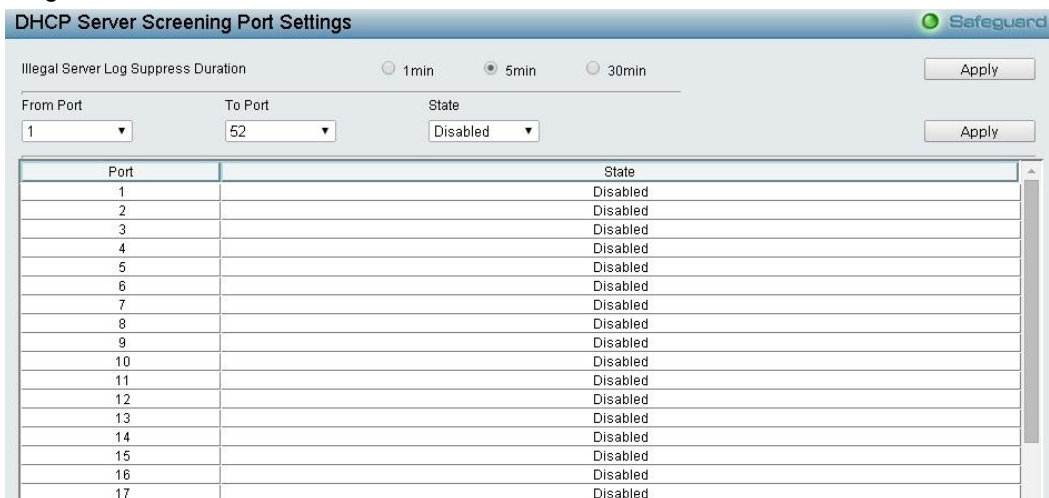 DHCP Server Screening Port Settings
Safeguard
Illegal Server Log Suppress Duration 1min 5min 30min Apply
From Port To Port State
1 52 Disabled Apply
Port State
1 Disabled
2 Disabled
3 Disabled
4 Disabled
5 Disabled
6 Disabled
7 Disabled
8 Disabled
9 Disabled
10 Disabled
11 Disabled
12 Disabled
13 Disabled
14 Disabled
15 Disabled
16 Disabled
17 Disabled